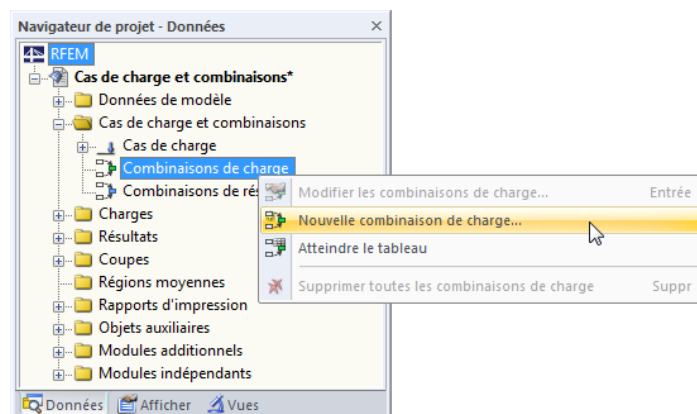 Navigateur de projet - Données
RFEM
Cas de charge et combinaisons*
Données de modèle
Cas de charge et combinaisons
Cas de charge
Combinaisons de charge
Combinaisons de ré
Charges
Résultats
Coupes
Régions moyennes
Rapports d'impression
Objets auxiliaires
Modules additionnels
Modules indépendants
Données Afficher Vues
Modifier les combinaisons de charge... Entrée
Nouvelle combinaison de charge...
Atteindre le tableau
Supprimer toutes les combinaisons de charge Suppr